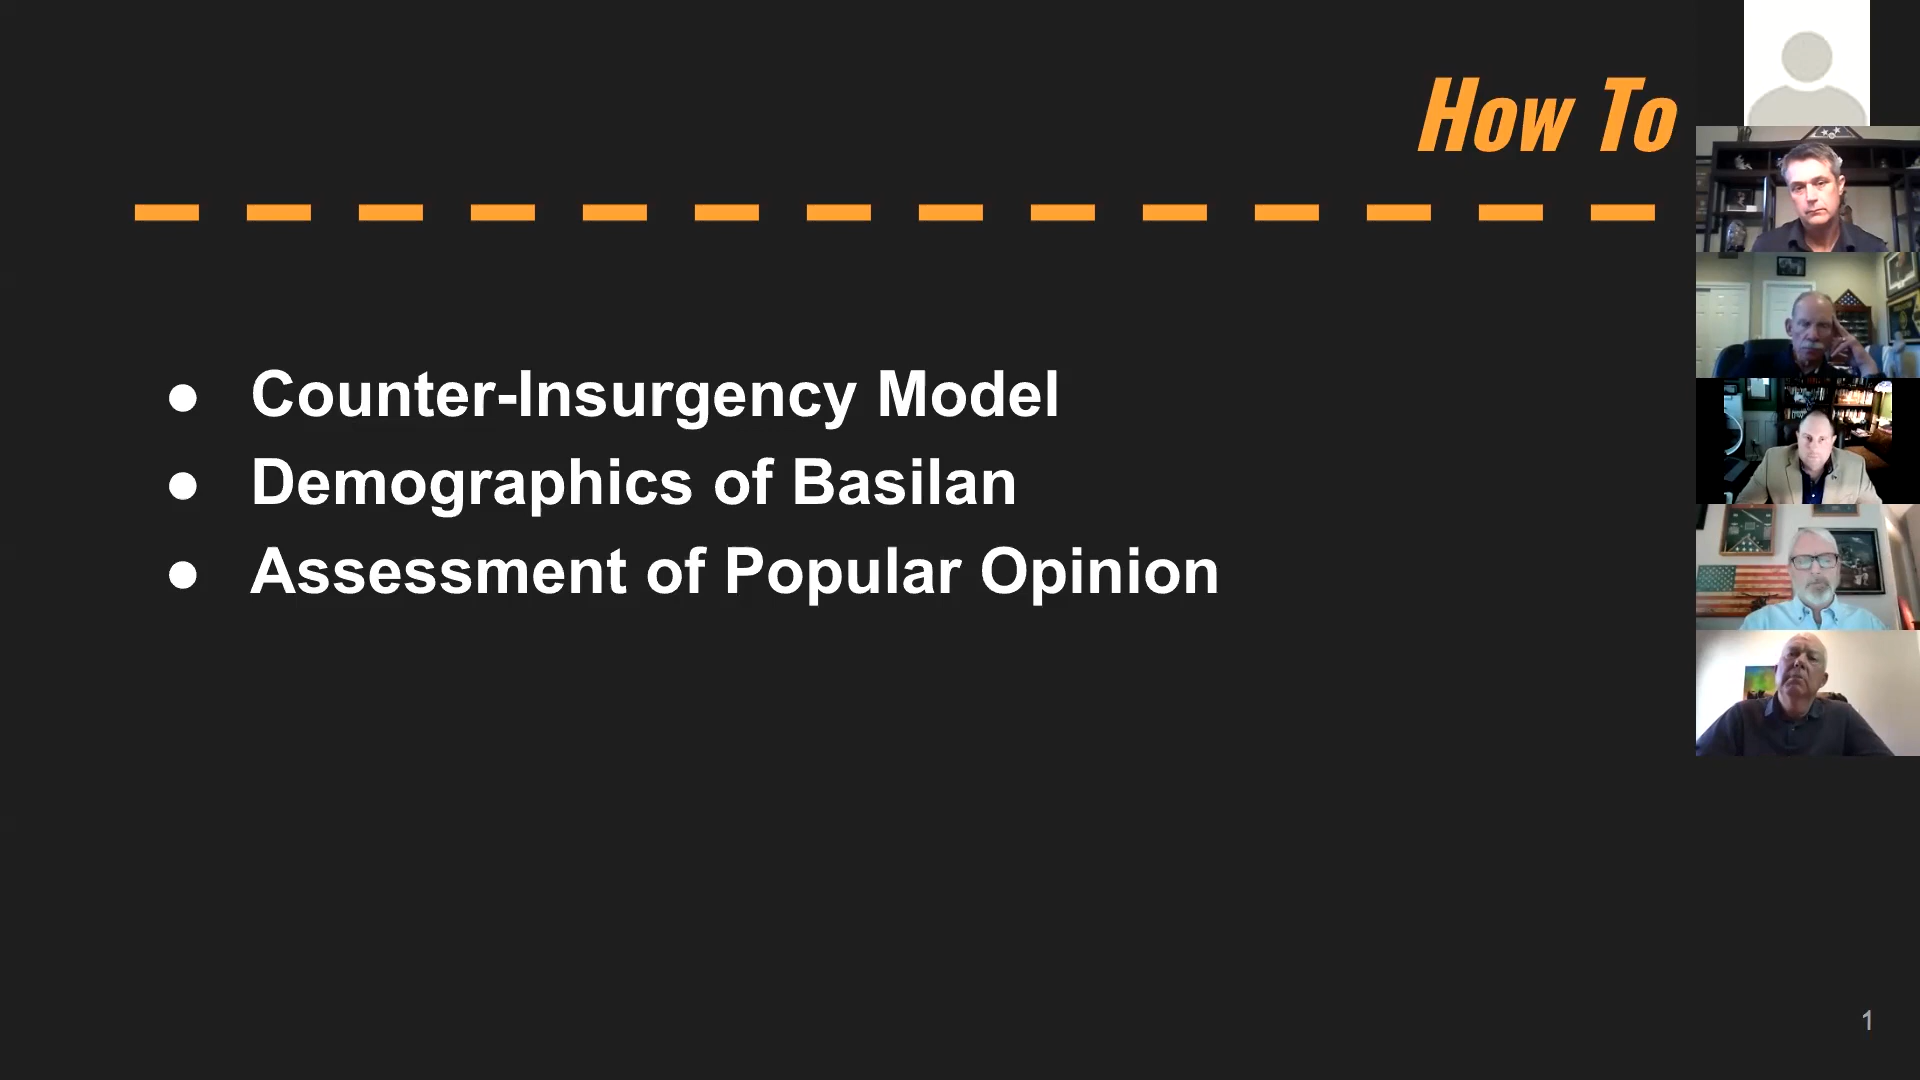 How To
● Counter-Insurgency Model
● Demographics of Basilan
● Assessment of Popular Opinion
1